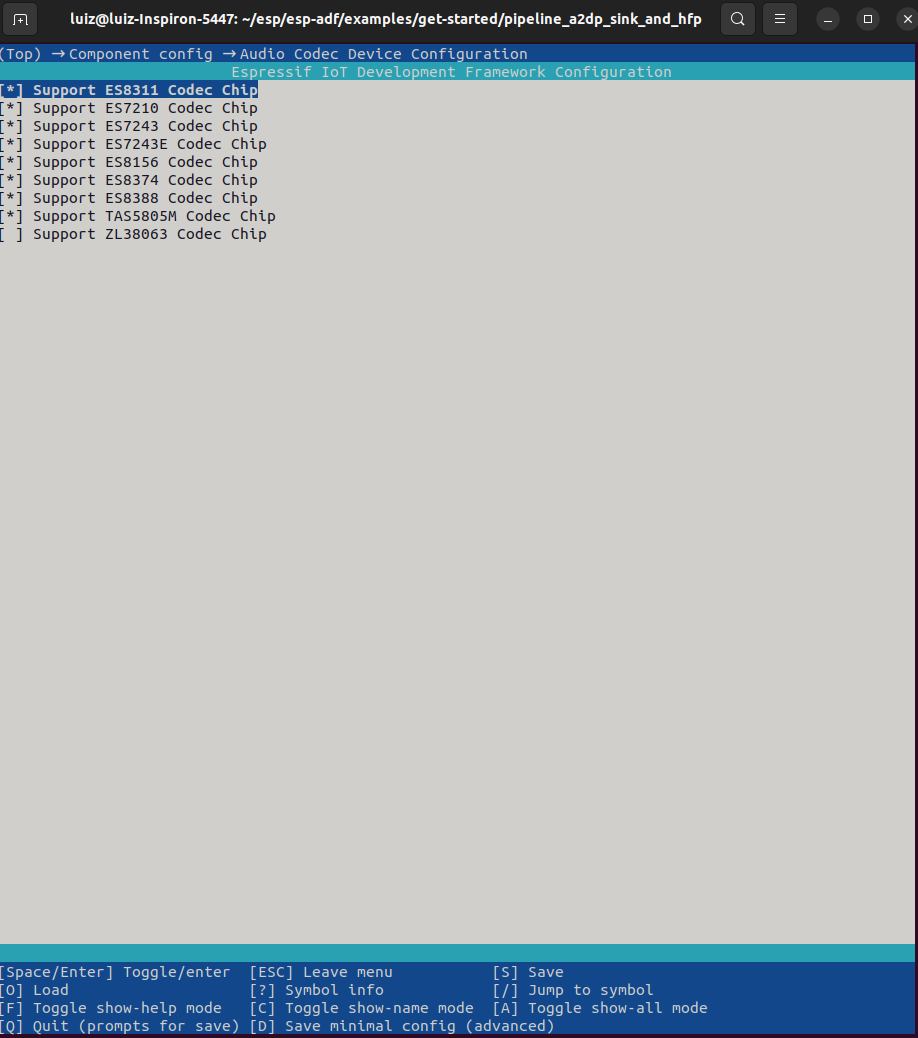 luiz@luiz-Inspiron-5447: ~/esp/esp-adf/examples/get-started/pipeline_a2dp_sink_and_hfp
(Top) → Component config → Audio Codec Device Configuration
Espressif IoT Development Framework Configuration
[*] Support ES8311 Codec Chip
[*] Support ES7210 Codec Chip
[*] Support ES7243 Codec Chip
[*] Support ES7243E Codec Chip
[*] Support ES8156 Codec Chip
[*] Support ES8374 Codec Chip
[*] Support ES8388 Codec Chip
[*] Support TAS5805M Codec Chip
[ ] Support ZL38063 Codec Chip
[Space/Enter] Toggle/enter [ESC] Leave menu [S] Save
[O] Load [?] Symbol info [/] Jump to symbol
[F] Toggle show-help mode [C] Toggle show-name mode [A] Toggle show-all mode
[Q] Quit (prompts for save) [D] Save minimal config (advanced)